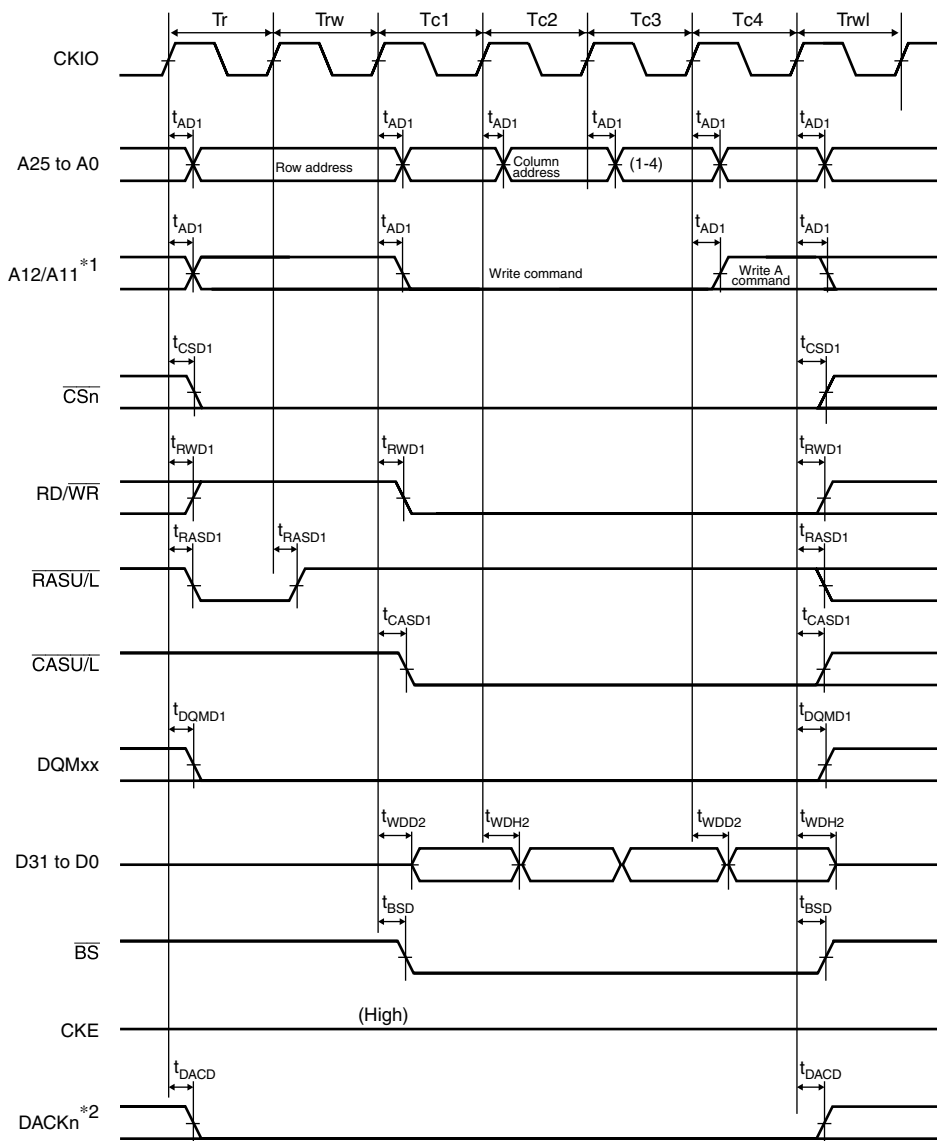 Tr Trw Tc1 Tc2 Tc3 Tc4 Trwl
CKIO
tAD1 tAD1 tAD1 tAD1 tAD1 tAD1
A25 to A0 Row address Column address (1-4)
tAD1 tAD1 tAD1 tAD1
A12/A11*1 Write command Write A command
tCSD1 tCSD1
CSn
tRWD1 tRWD1 tRWD1
RD/WR
tRASD1 tRASD1 tRASD1
RASU/L
tCASD1 tCASD1
CASU/L
tDQMD1 tDQMD1
DQMxx
tWDD2 tWDH2 tWDD2 tWDH2
D31 to D0
tBSD tBSD
BS
(High)
CKE
tDACD tDACD
DACKn*2